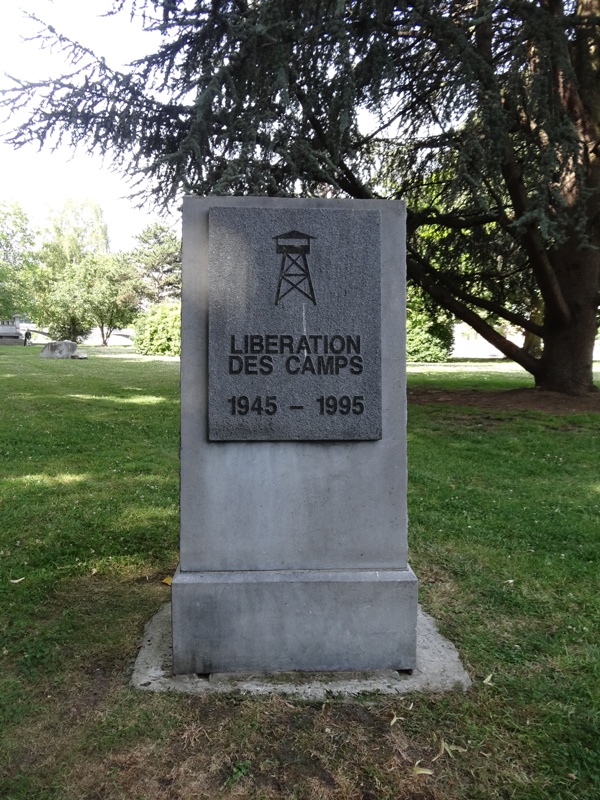 LIBERATION
DES CAMPS
1945 – 1995